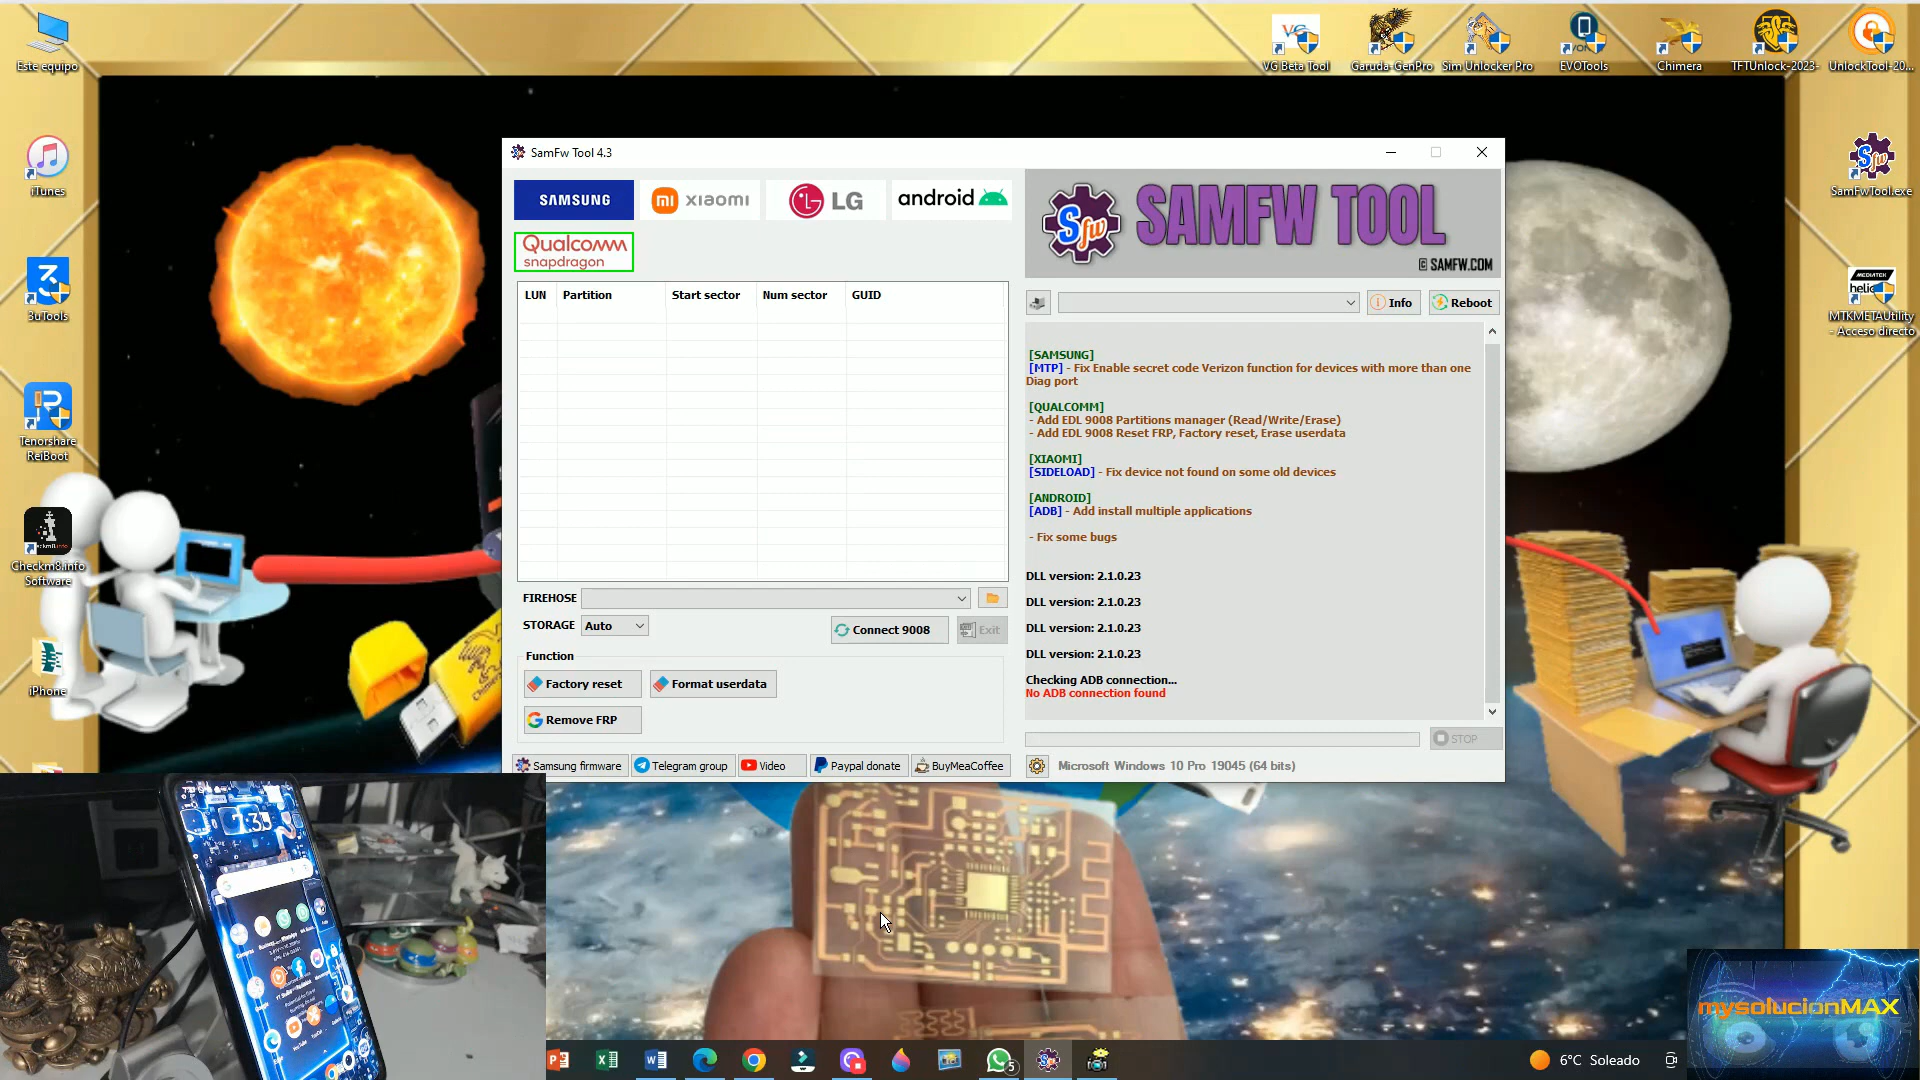 Este equipo
iTunes
3uTools
Tenorshare
ReiBoot
Checkm8.info
Software
iPhone
VG Beta Tool
Garuda-GenPro
Sim Unlocker Pro
EVOTools
Chimera
TFTUnlock-2023-
UnlockTool-20...
SamFwTool.exe
MEDIATEK
helio
MTKMETAUtility
- Acceso directo
SamFw Tool 4.3
SAMSUNG
xiaomi
LG
android
Qualcomm
snapdragon
LUN Partition Start sector Num sector GUID
FIREHOSE
STORAGE Auto
Connect 9008
Exit
Function
Factory reset
Format userdata
Remove FRP
Samsung firmware
Telegram group
Video
Paypal donate
BuyMeaCoffee
Sfw
SAMFW TOOL
© SAMFW.COM
Info
Reboot
[SAMSUNG]
[MTP] - Fix Enable secret code Verizon function for devices with more than one
Diag port
[QUALCOMM]
- Add EDL 9008 Partitions manager (Read/Write/Erase)
- Add EDL 9008 Reset FRP, Factory reset, Erase userdata
[XIAOMI]
[SIDELOAD] - Fix device not found on some old devices
[ANDROID]
[ADB] - Add install multiple applications
- Fix some bugs
DLL version: 2.1.0.23
DLL version: 2.1.0.23
DLL version: 2.1.0.23
DLL version: 2.1.0.23
Checking ADB connection...
No ADB connection found
STOP
Microsoft Windows 10 Pro 19045 (64 bits)
mysolucionMAX
6°C Soleado